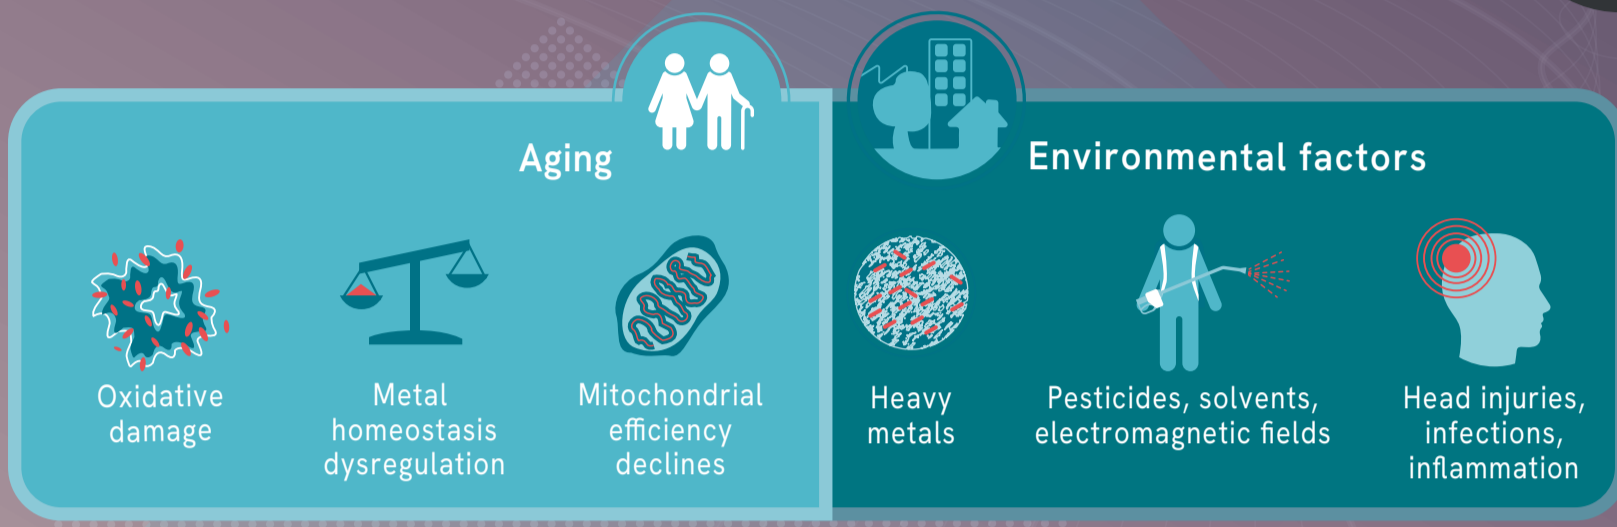 Aging
Oxidative
damage
Metal
homeostasis
dysregulation
Mitochondrial
efficiency
declines
Environmental factors
Heavy
metals
Pesticides, solvents,
electromagnetic fields
Head injuries,
infections,
inflammation